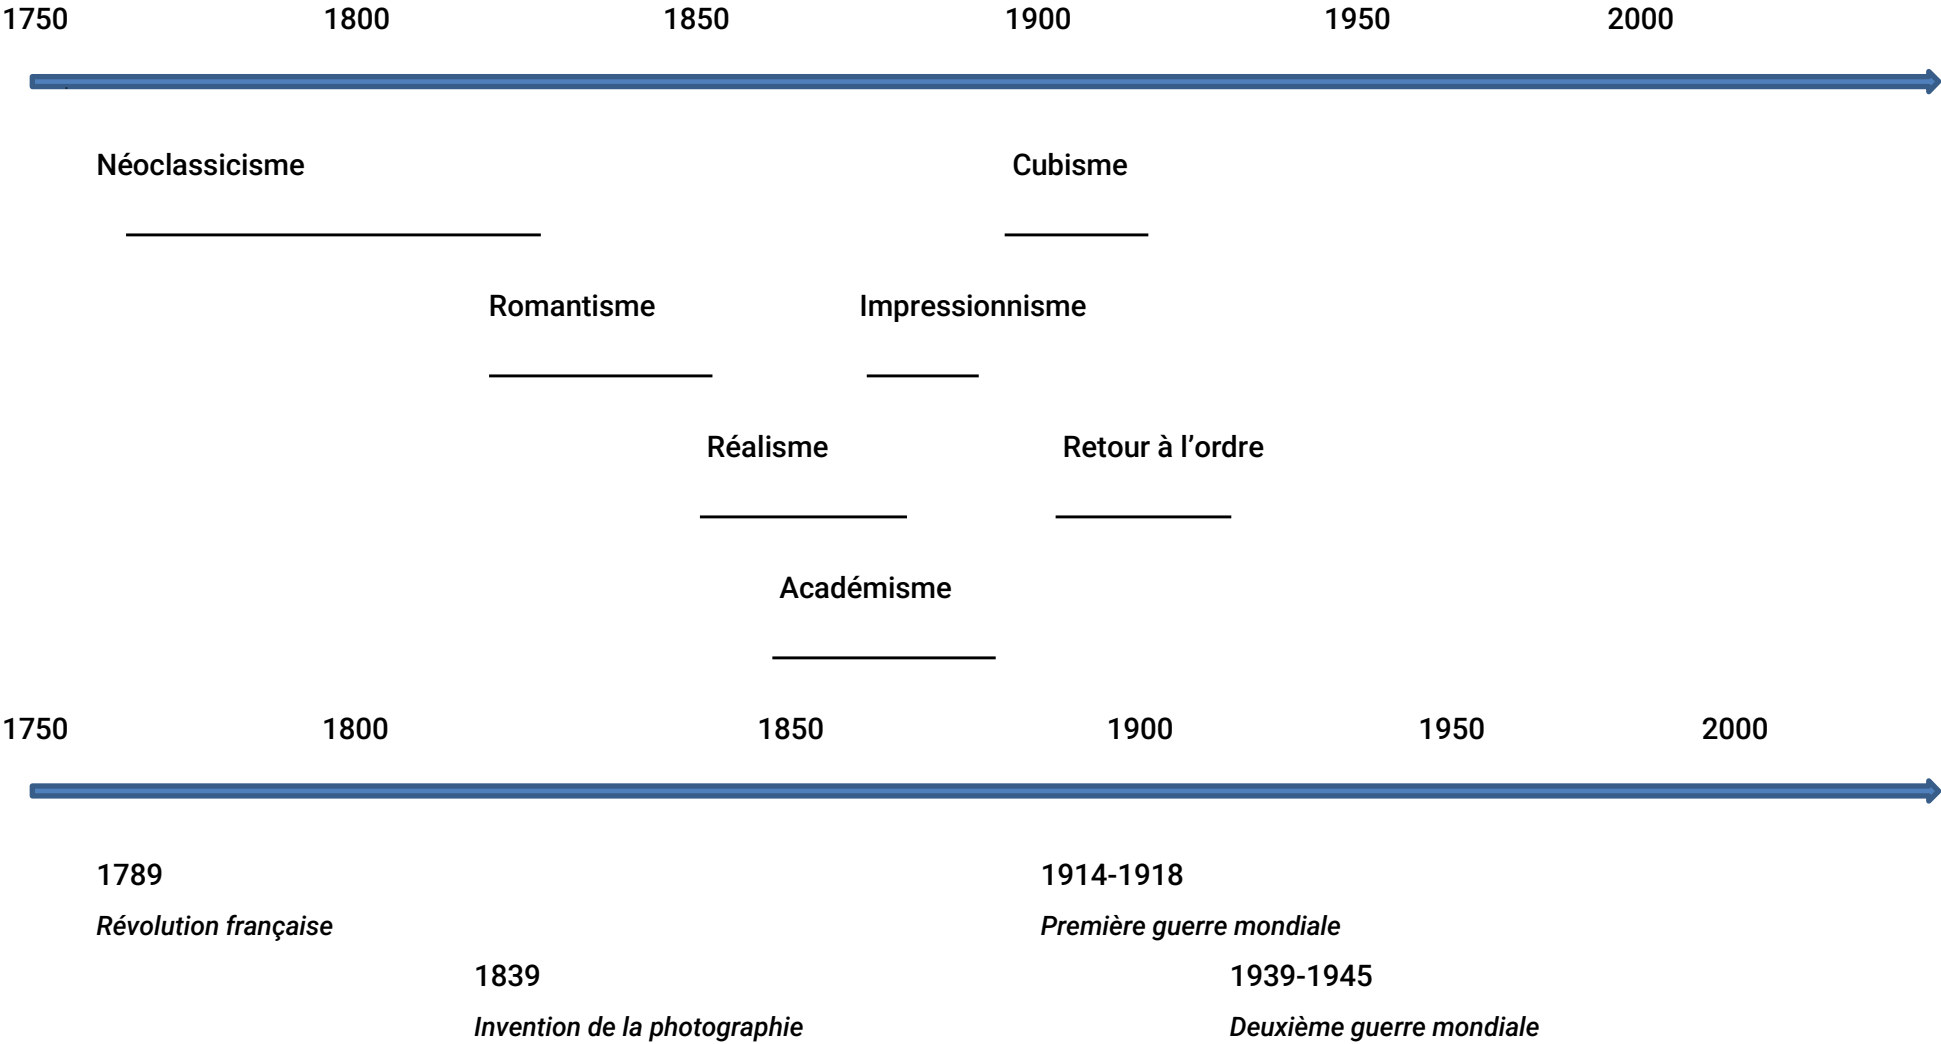 1750 1800 1850 1900 1950 2000
Néoclassicisme Cubisme
Romantisme Impressionnisme
Réalisme Retour à l’ordre
Académisme
1750 1800 1850 1900 1950 2000
1789 1914-1918
Révolution française Première guerre mondiale
1839 1939-1945
Invention de la photographie Deuxième guerre mondiale